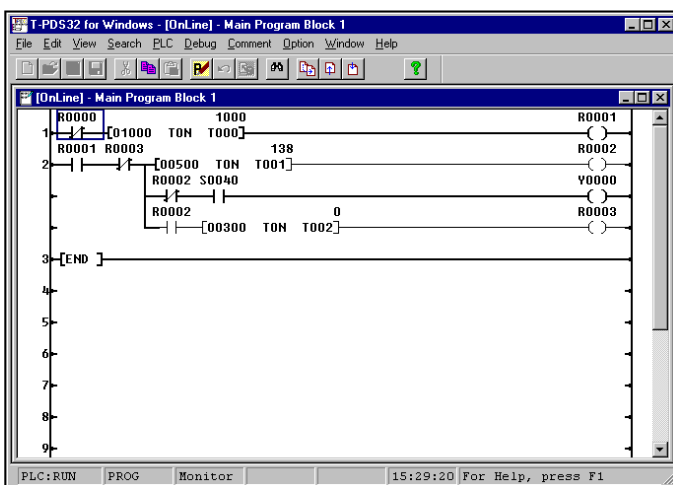 T-PDS32 for Windows - [OnLine] - Main Program Block 1
File Edit View Search PLC Debug Comment Option Window Help
[OnLine] - Main Program Block 1
R0000 1000 R0001
1 [01000 TON T000] ( )
R0001 R0003 138 R0002
2 [00500 TON T001] ( )
R0002 S0040 Y0000
( )
R0002 0 R0003
[00300 TON T002] ( )
3 [END ]
4
5
6
7
8
9
PLC:RUN PROG Monitor 15:29:20 For Help, press F1